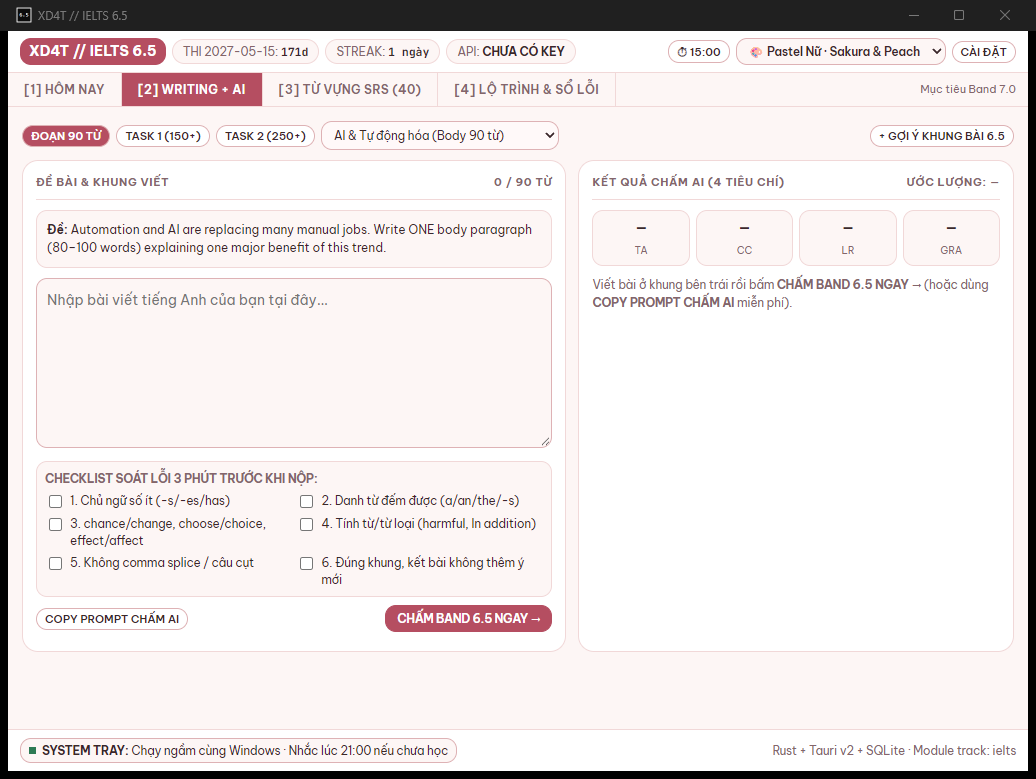 XD4T // IELTS 6.5
XD4T // IELTS 6.5
THI 2027-05-15: 171d
STREAK: 1 ngày
API: CHƯA CÓ KEY
⏱ 15:00
🌸 Pastel Nữ · Sakura & Peach
CÀI ĐẶT
[1] HÔM NAY
[2] WRITING + AI
[3] TỪ VỰNG SRS (40)
[4] LỘ TRÌNH & SỔ LỖI
Mục tiêu Band 7.0
ĐOẠN 90 TỪ
TASK 1 (150+)
TASK 2 (250+)
AI & Tự động hóa (Body 90 từ)
+ GỢI Ý KHUNG BÀI 6.5
ĐỀ BÀI & KHUNG VIẾT
0 / 90 TỪ
Đề: Automation and AI are replacing many manual jobs. Write ONE body paragraph
(80–100 words) explaining one major benefit of this trend.
Nhập bài viết tiếng Anh của bạn tại đây...
CHECKLIST SOÁT LỖI 3 PHÚT TRƯỚC KHI NỘP:
1. Chủ ngữ số ít (-s/-es/has)
2. Danh từ đếm được (a/an/the/-s)
3. chance/change, choose/choice,
effect/affect
4. Tính từ/từ loại (harmful, In addition)
5. Không comma splice / câu cụt
6. Đúng khung, kết bài không thêm ý
mới
COPY PROMPT CHẤM AI
CHẤM BAND 6.5 NGAY →
KẾT QUẢ CHẤM AI (4 TIÊU CHÍ)
ƯỚC LƯỢNG: —
— — — —
TA CC LR GRA
Viết bài ở khung bên trái rồi bấm CHẤM BAND 6.5 NGAY → (hoặc dùng
COPY PROMPT CHẤM AI miễn phí).
SYSTEM TRAY: Chạy ngầm cùng Windows · Nhắc lúc 21:00 nếu chưa học
Rust + Tauri v2 + SQLite · Module track: ielts